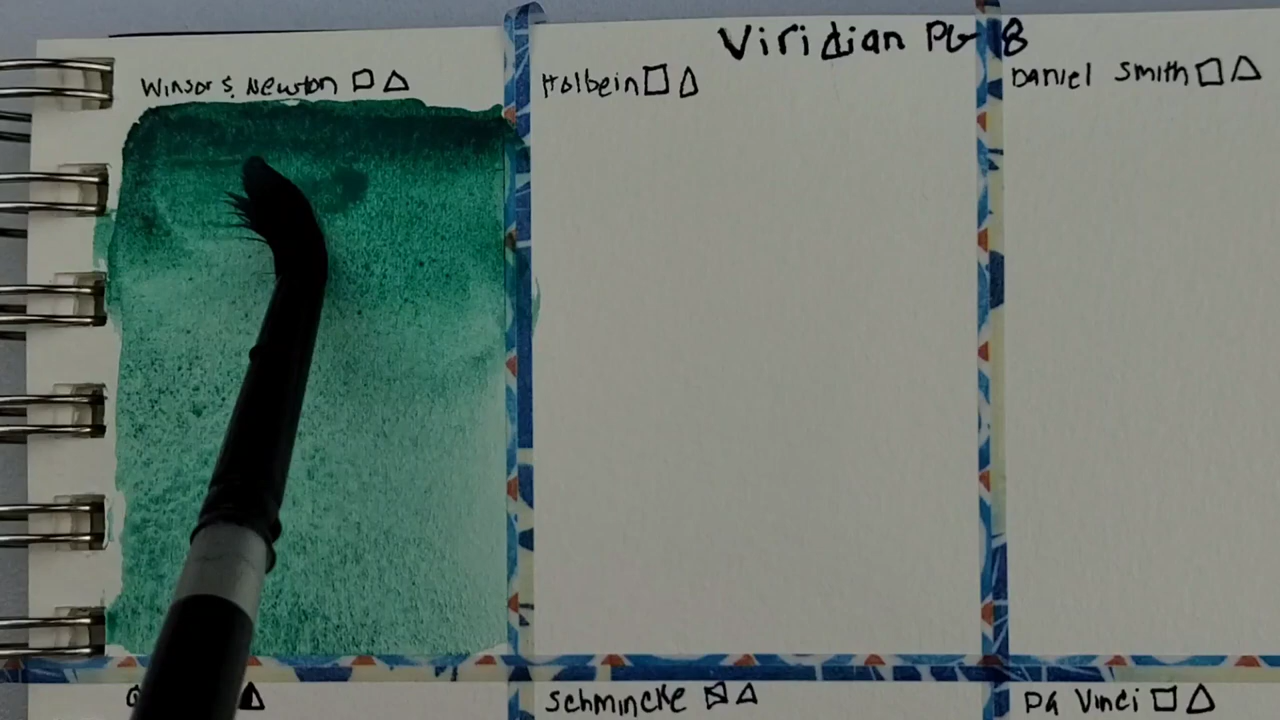 Viridian PG 18
Winsor & Newton
Holbein
Daniel Smith
Schmincke
Da Vinci